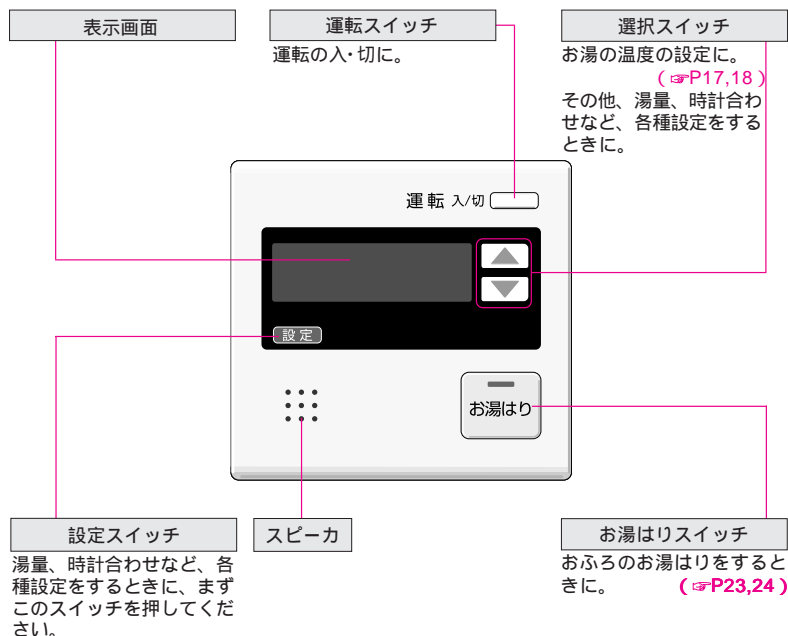 表示画面
運転スイッチ
運転の入・切に。
選択スイッチ
お湯の温度の設定に。
(☞P17,18)
その他、湯量、時計合わ
せなど、各種設定をする
ときに。
運転 入/切
設定
お湯はり
設定スイッチ
湯量、時計合わせなど、各
種設定をするときに、まず
このスイッチを押してくだ
さい。
スピーカ
お湯はりスイッチ
おふろのお湯はりをすると
きに。 (☞P23,24)